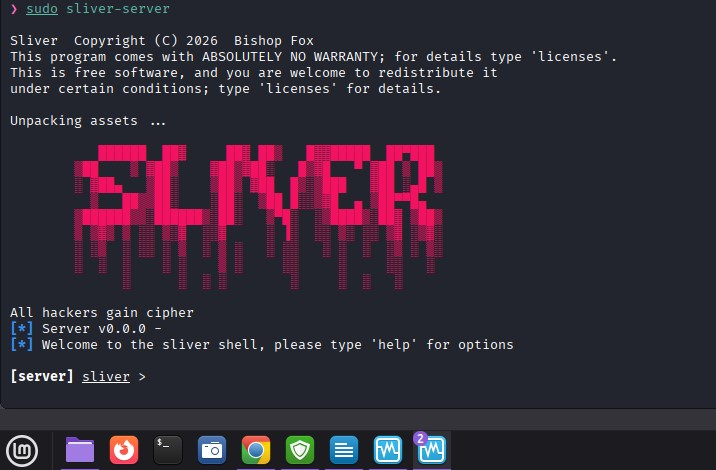 ❯ sudo sliver-server
Sliver  Copyright (C) 2026  Bishop Fox
This program comes with ABSOLUTELY NO WARRANTY; for details type 'licenses'.
This is free software, and you are welcome to redistribute it
under certain conditions; type 'licenses' for details.
Unpacking assets ...
SLIVER
All hackers gain cipher
[*] Server v0.0.0 -
[*] Welcome to the sliver shell, please type 'help' for options
[server] sliver >
$_
2